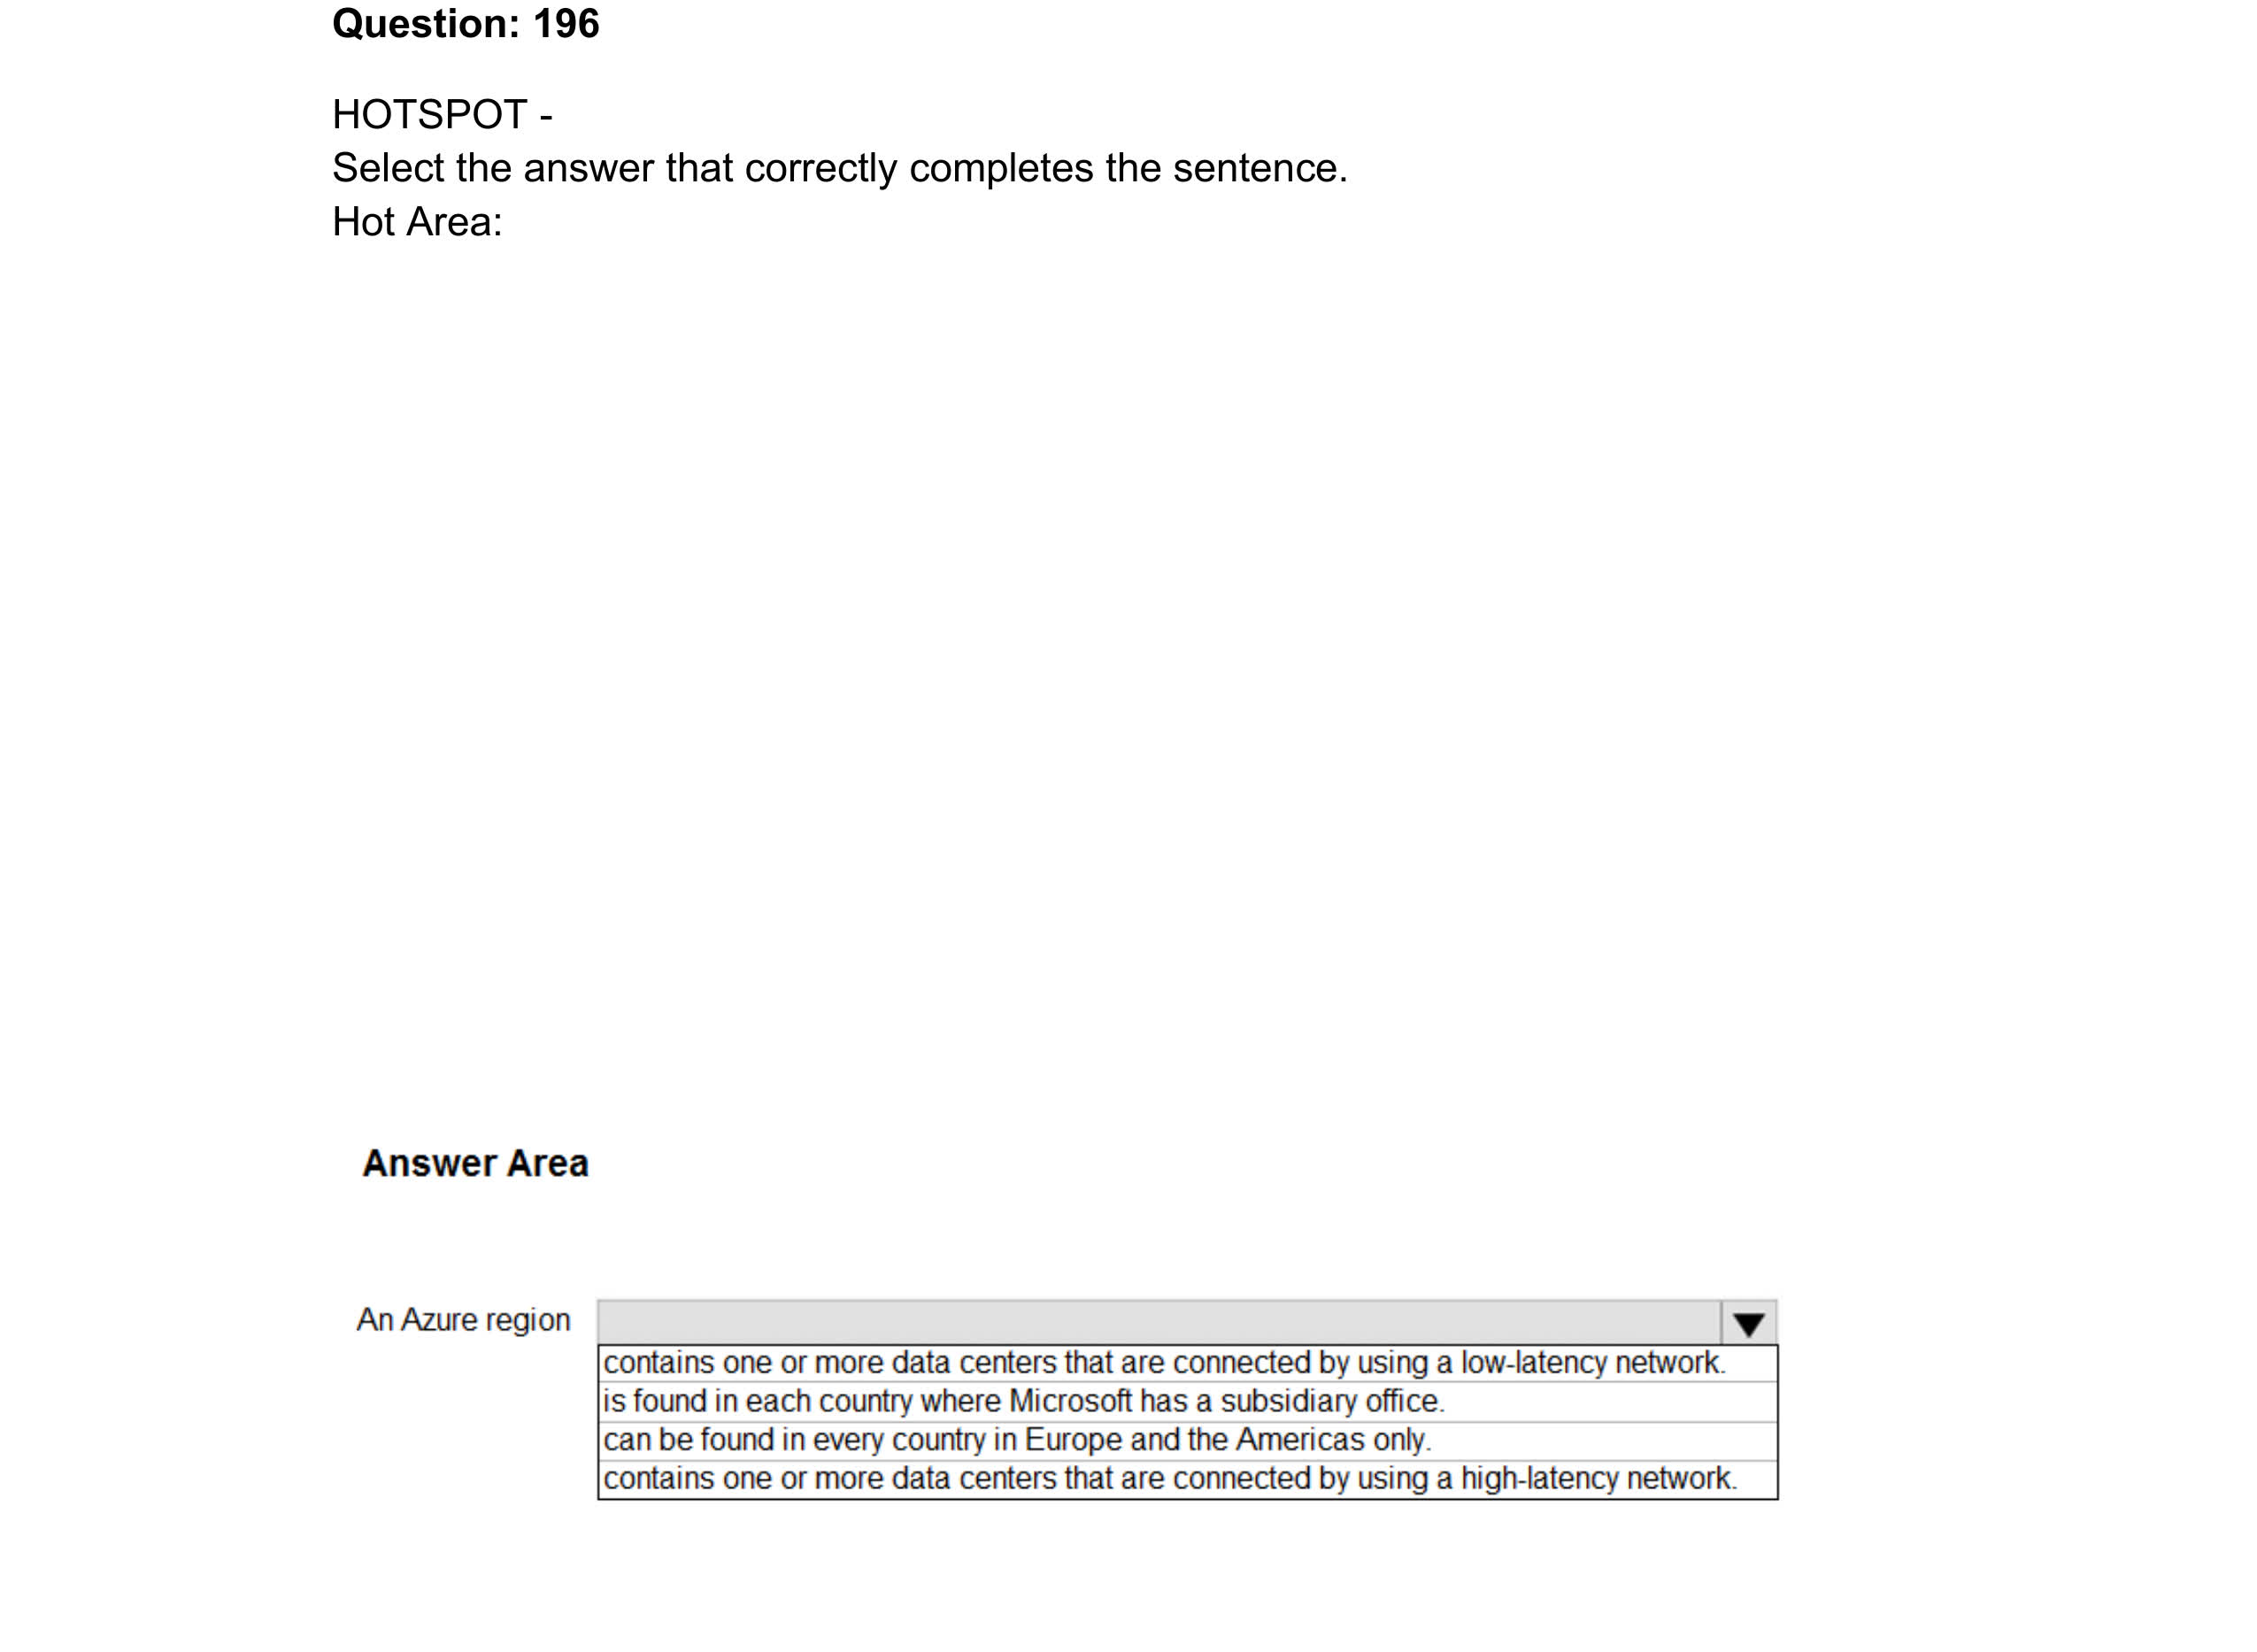 Question: 196
HOTSPOT -
Select the answer that correctly completes the sentence.
Hot Area:
Answer Area
An Azure region
contains one or more data centers that are connected by using a low-latency network.
is found in each country where Microsoft has a subsidiary office.
can be found in every country in Europe and the Americas only.
contains one or more data centers that are connected by using a high-latency network.